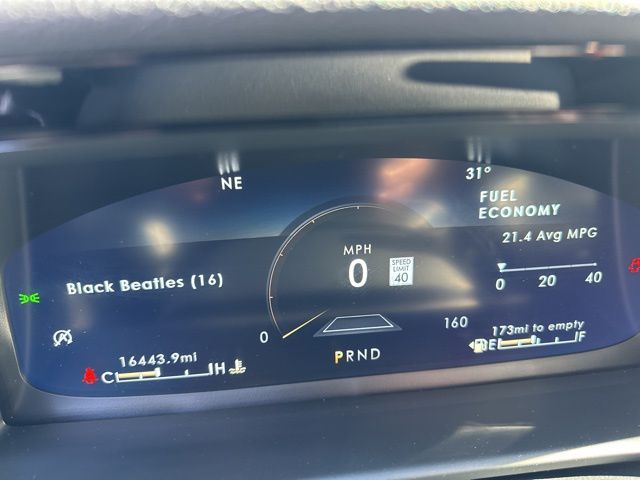 NE
31°
FUEL
ECONOMY
21.4 Avg MPG
0 20 40
MPH
0
SPEED
LIMIT
40
Black Beatles (16)
0
160
173mi to empty
E F
16443.9mi
C H
PRND